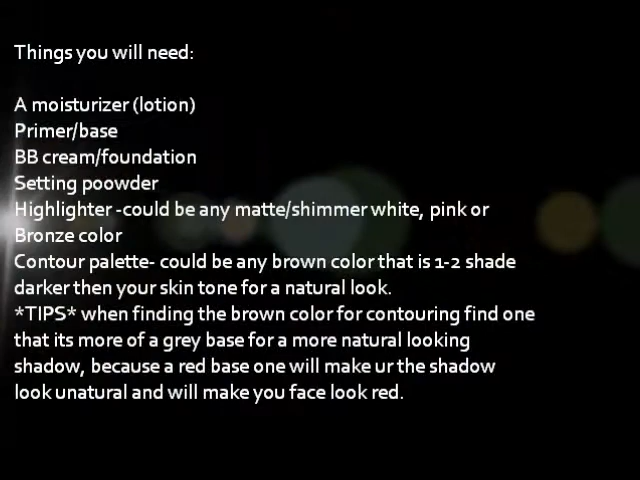 Things you will need:
A moisturizer (lotion)
Primer/base
BB cream/foundation
Setting poowder
Highlighter -could be any matte/shimmer white, pink or
Bronze color
Contour palette- could be any brown color that is 1-2 shade
darker then your skin tone for a natural look.
*TIPS* when finding the brown color for contouring find one
that its more of a grey base for a more natural looking
shadow, because a red base one will make ur the shadow
look unatural and will make you face look red.